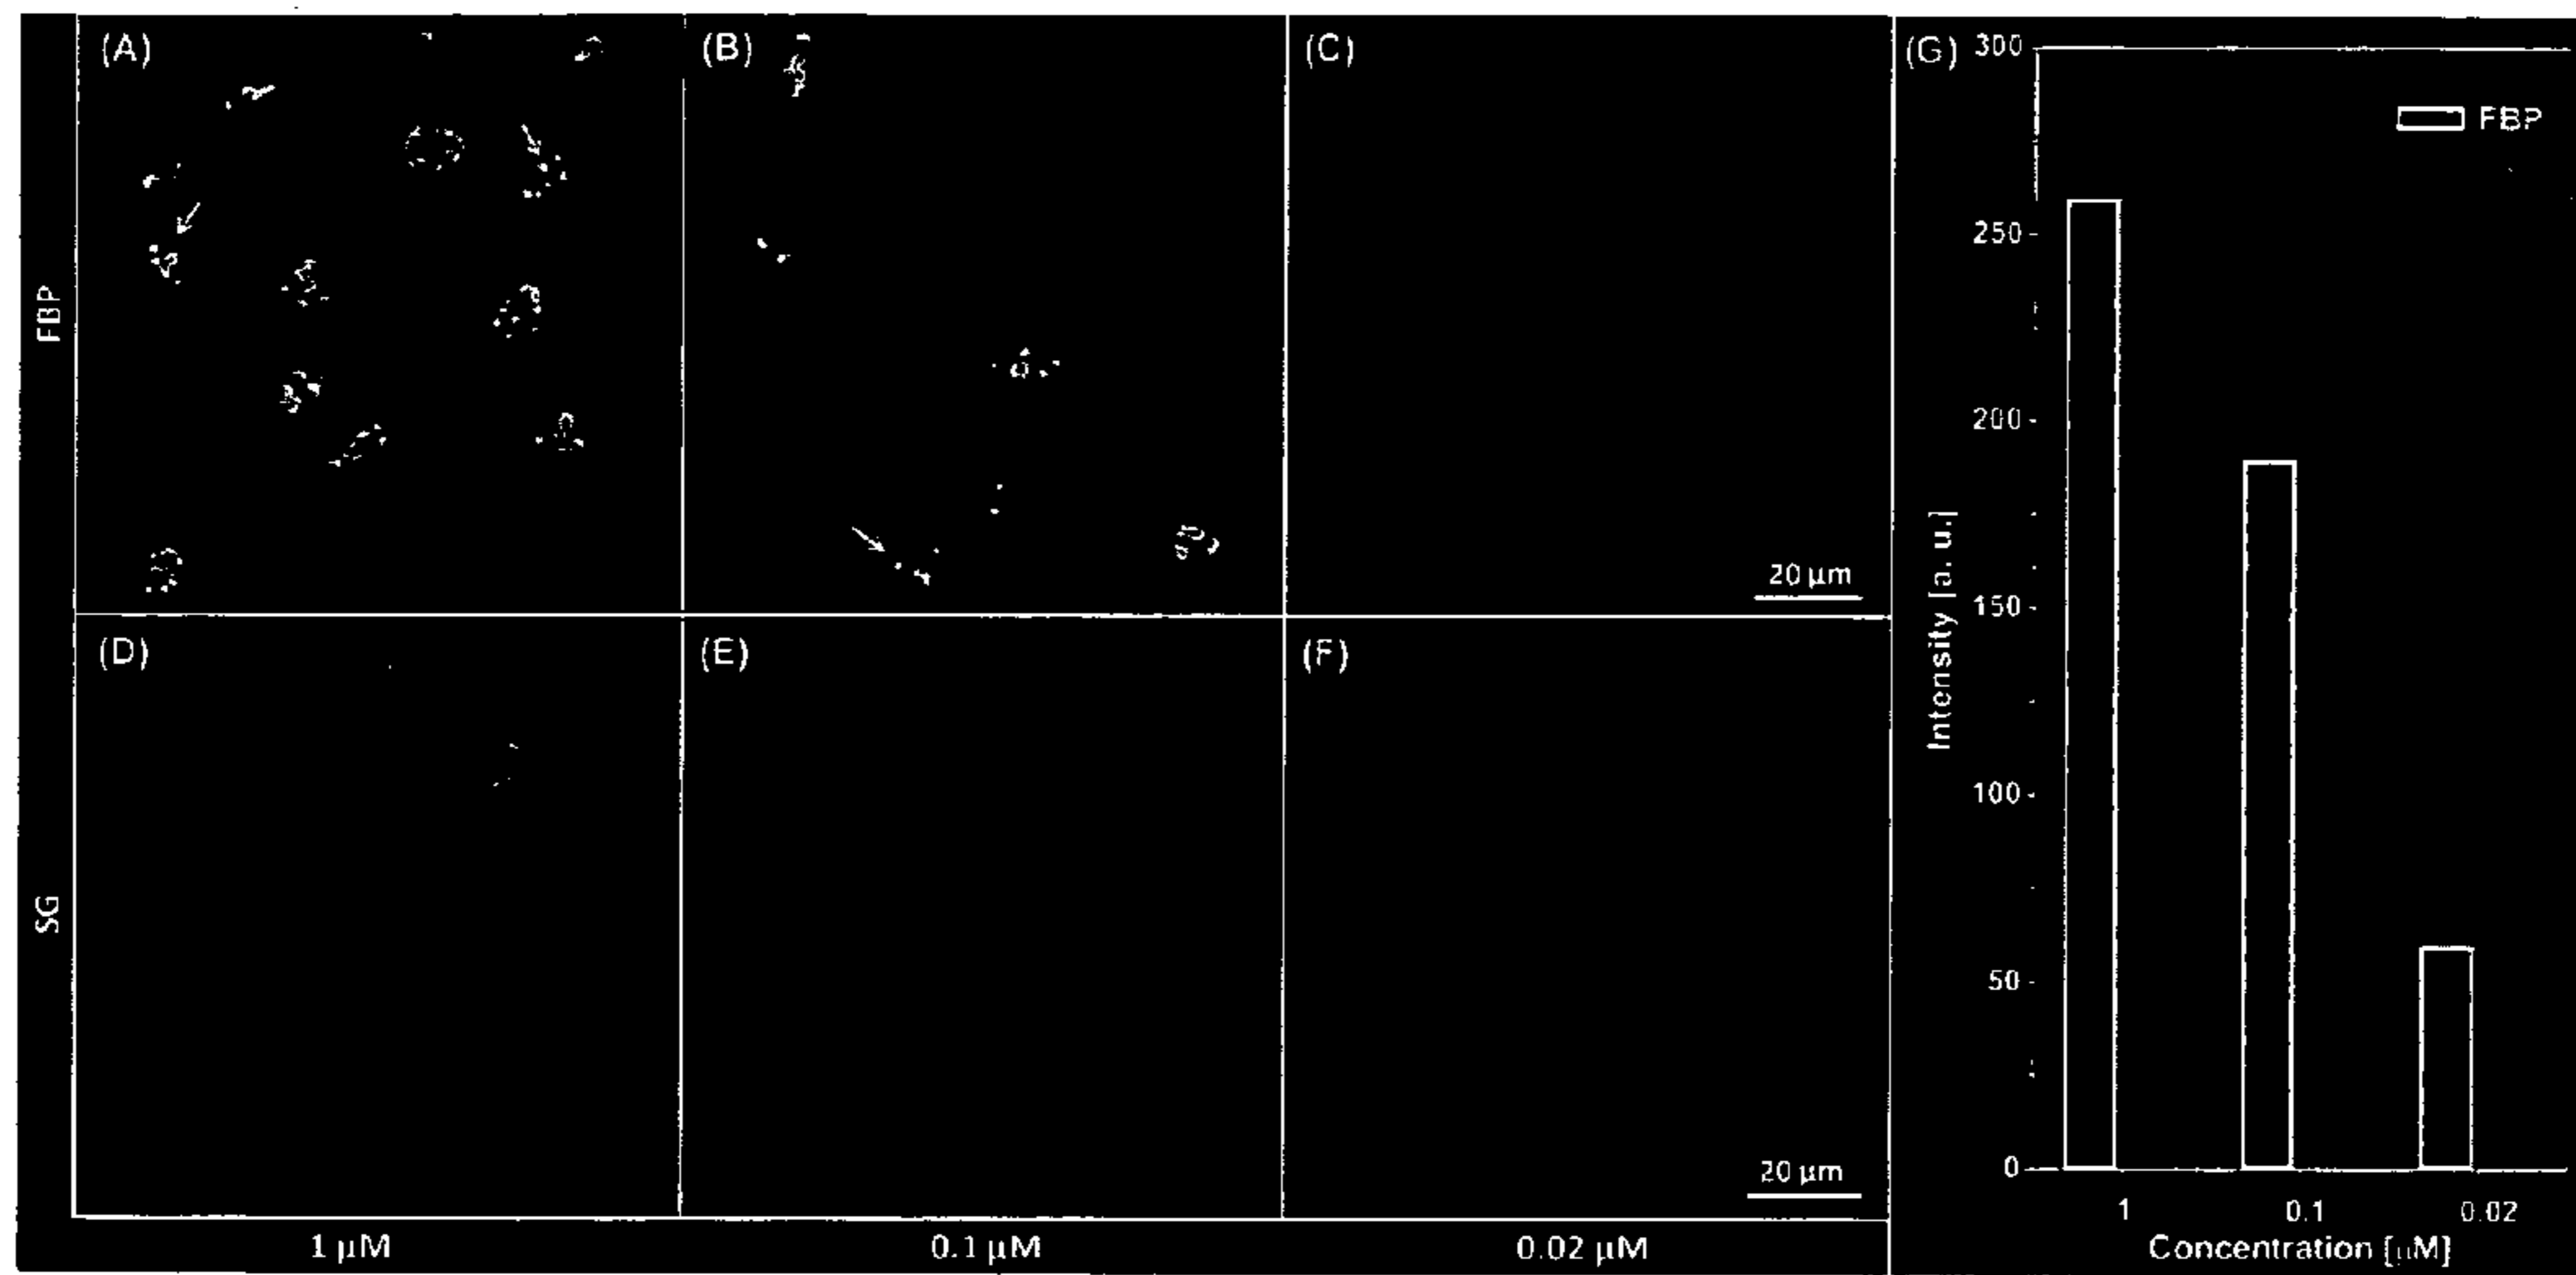 (A)
(B)
(C)
(G)
FBP
20 μm
(D)
(E)
(F)
SG
20 μm
1 μM
0.1 μM
0.02 μM
300
250
200
150
100
50
0
FBP
Intensity [a. u.]
1
0.1
0.02
Concentration [μM]